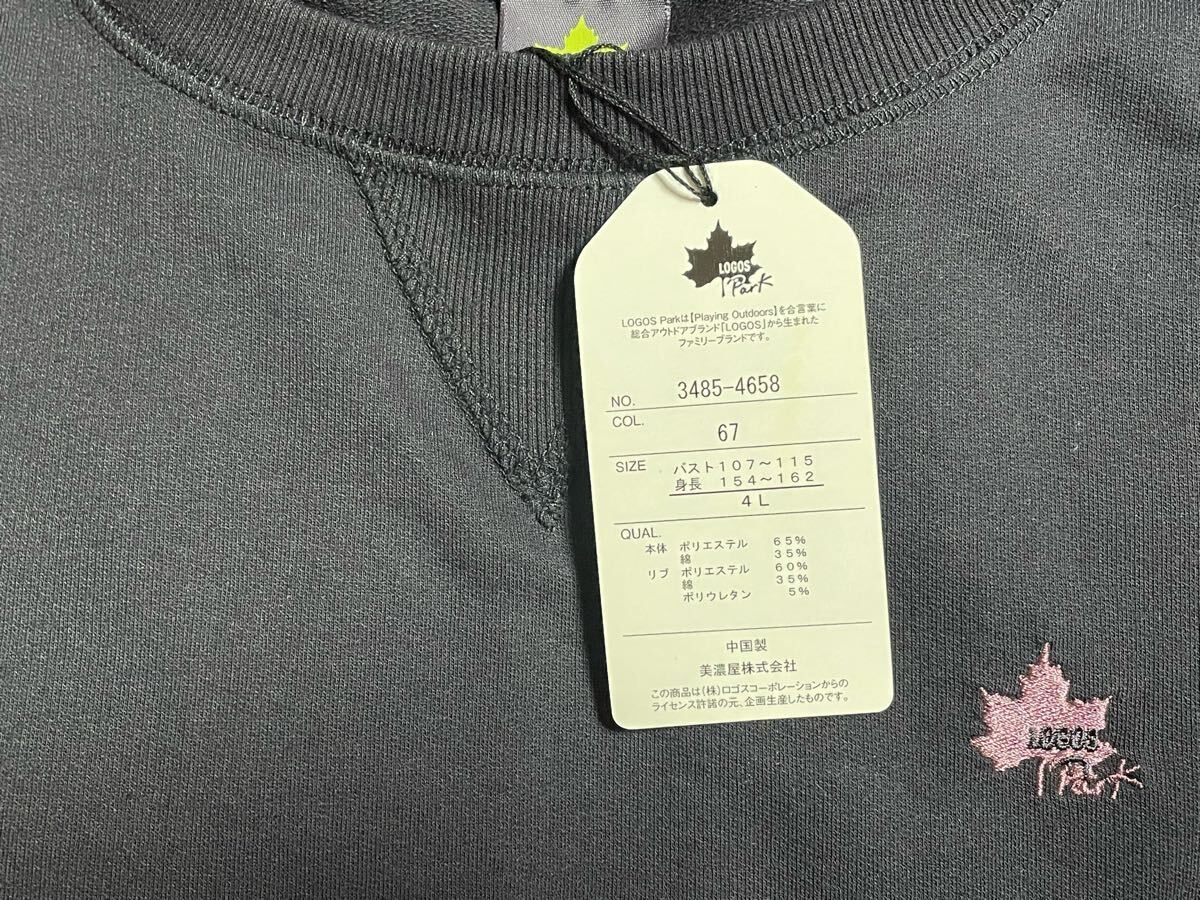 LOGOS
Park
LOGOS Parkは【Playing Outdoors】を合言葉に
総合アウトドアブランド「LOGOS」から生まれた
ファミリーブランドです。
NO. 3485-4658
COL. 67
SIZE バスト107～115
身長 154～162
4L
QUAL.
本体 ポリエステル 65%
綿 35%
リブ ポリエステル 60%
綿 35%
ポリウレタン 5%
中国製
美濃屋株式会社
この商品は(株)ロゴスコーポレーションからの
ライセンス許諾の元、企画生産したものです。
LOGOS
Park